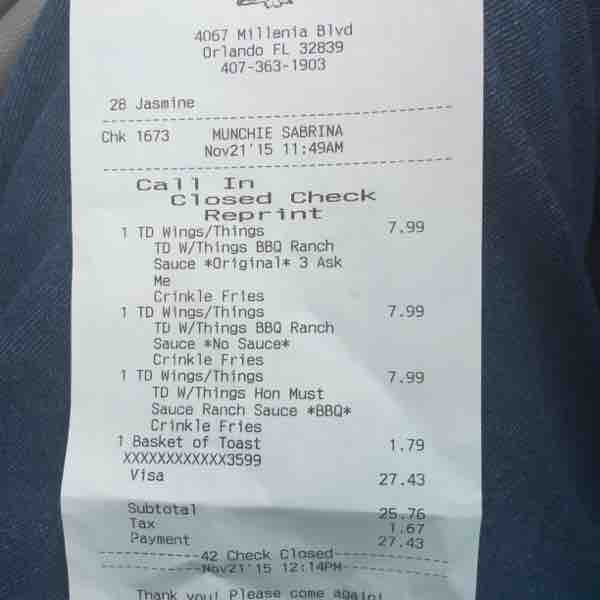 4067 Millenia Blvd
Orlando FL 32839
407-363-1903
28 Jasmine
Chk 1673 MUNCHIE SABRINA
Nov21'15 11:49AM
Call In
Closed Check
Reprint
1 TD Wings/Things 7.99
TD W/Things BBQ Ranch
Sauce *Original* 3 Ask
Me
Crinkle Fries
1 TD Wings/Things 7.99
TD W/Things BBQ Ranch
Sauce *No Sauce*
Crinkle Fries
1 TD Wings/Things 7.99
TD W/Things Hon Must
Sauce Ranch Sauce *BBQ*
Crinkle Fries
1 Basket of Toast 1.79
XXXXXXXXXXXX3599
Visa 27.43
Subtotal 25.76
Tax 1.67
Payment 27.43
42 Check Closed
Nov21'15 12:14PM
Thank you! Please come again!